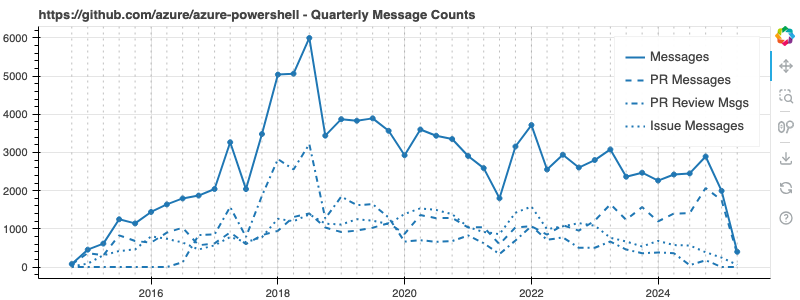 https://github.com/azure/azure-powershell - Quarterly Message Counts
6000
5000
4000
3000
2000
1000
0
Messages
PR Messages
PR Review Msgs
Issue Messages
2016
2018
2020
2022
2024